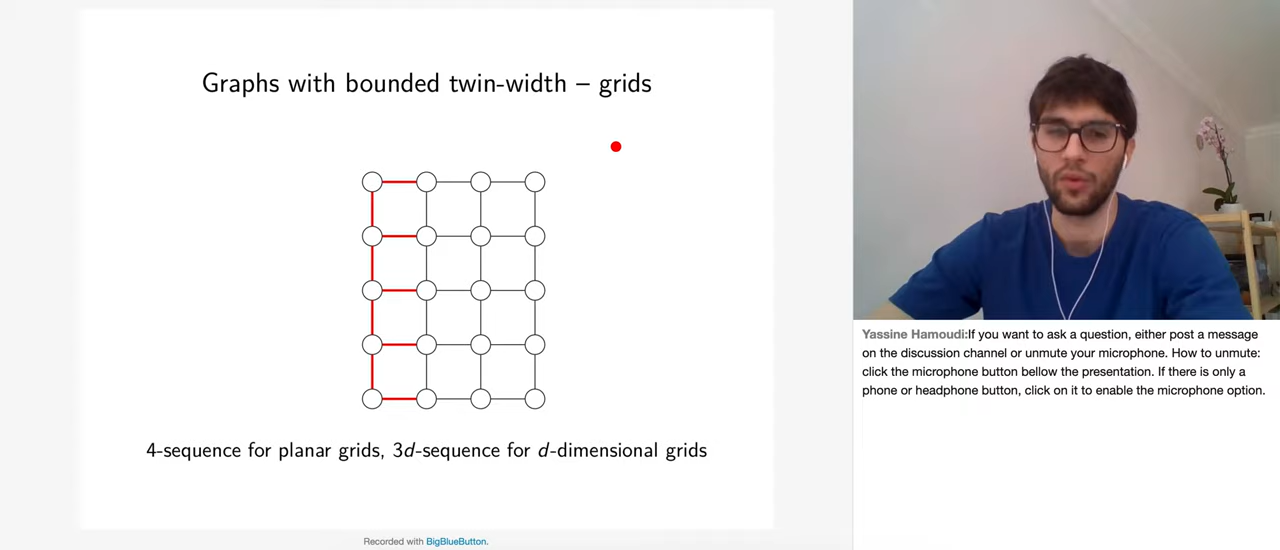 Graphs with bounded twin-width – grids
4-sequence for planar grids, 3d-sequence for d-dimensional grids
Recorded with BigBlueButton.
Yassine Hamoudi:If you want to ask a question, either post a message
on the discussion channel or unmute your microphone. How to unmute:
click the microphone button bellow the presentation. If there is only a
phone or headphone button, click on it to enable the microphone option.